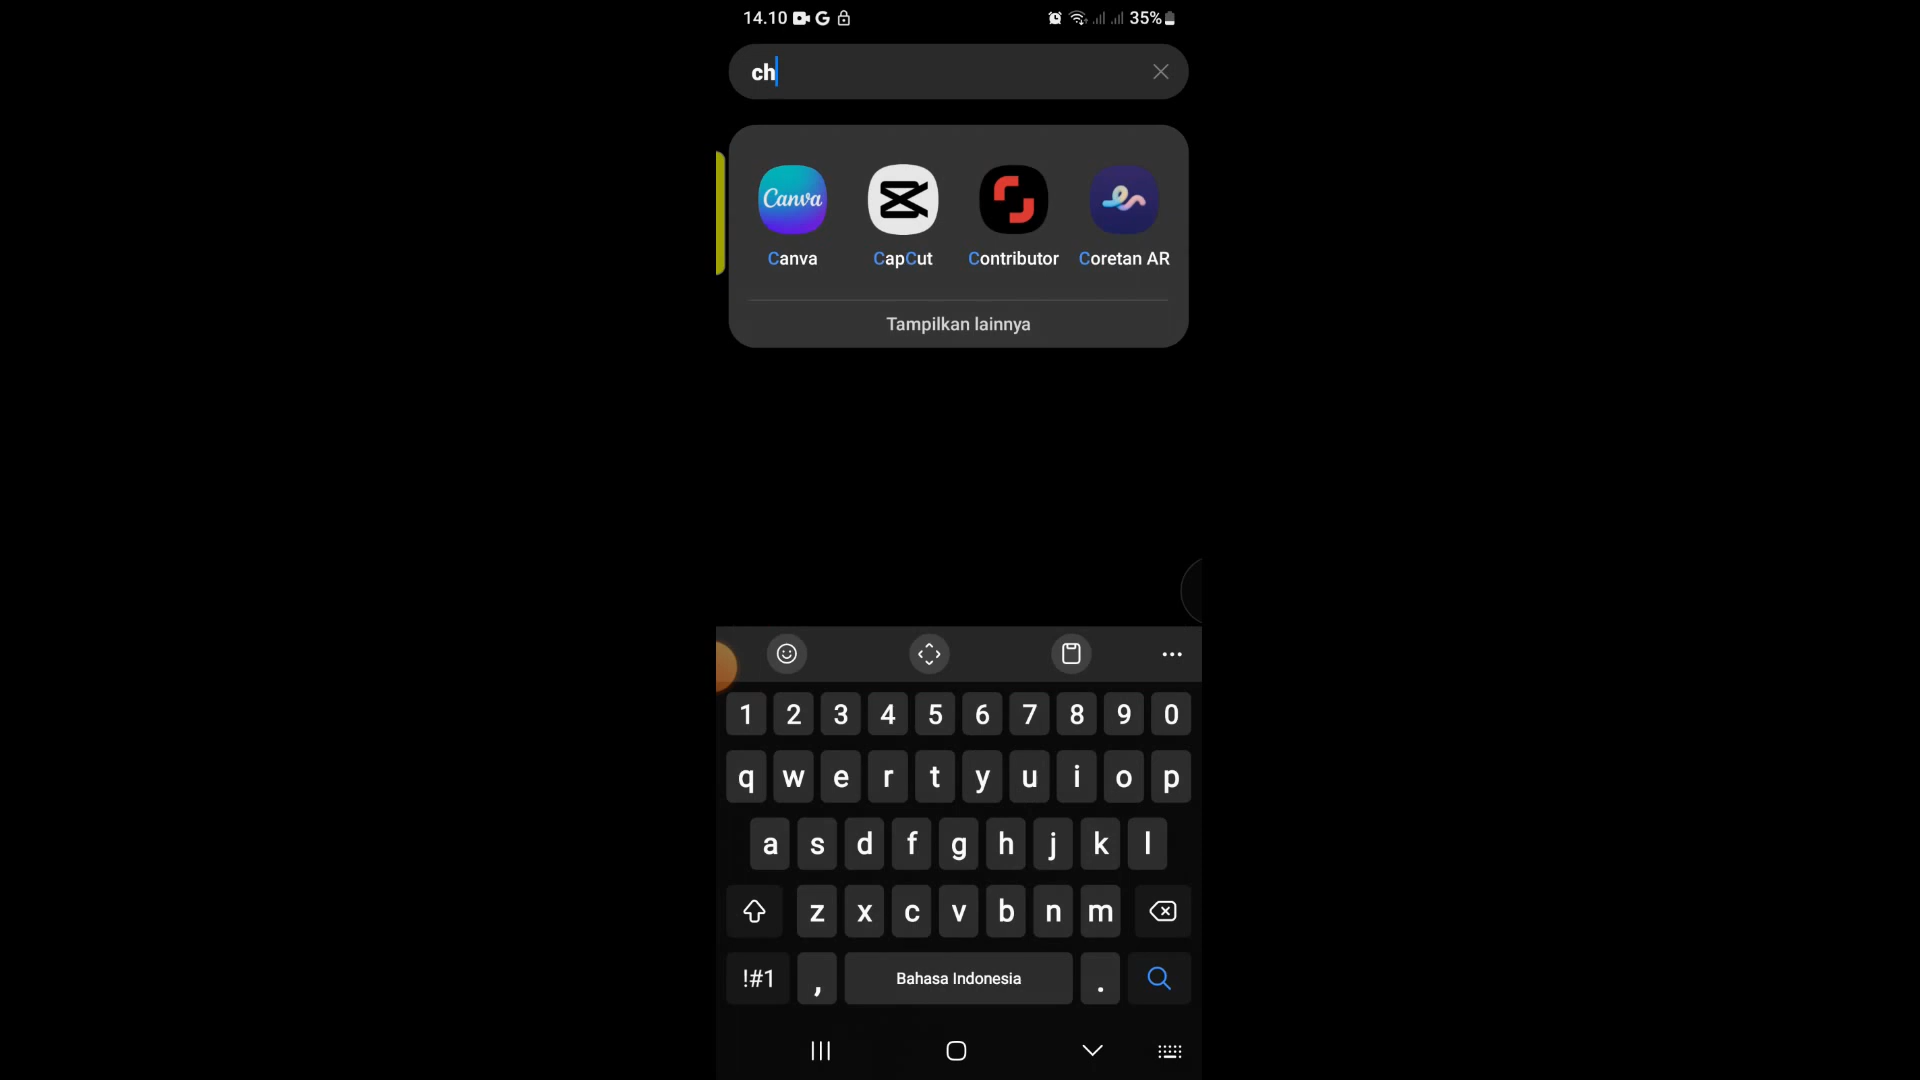 14.10 G 35%
ch
Canva
Canva CapCut Contributor Coretan AR
Tampilkan lainnya
1 2 3 4 5 6 7 8 9 0
q w e r t y u i o p
a s d f g h j k l
z x c v b n m
!#1 , Bahasa Indonesia .